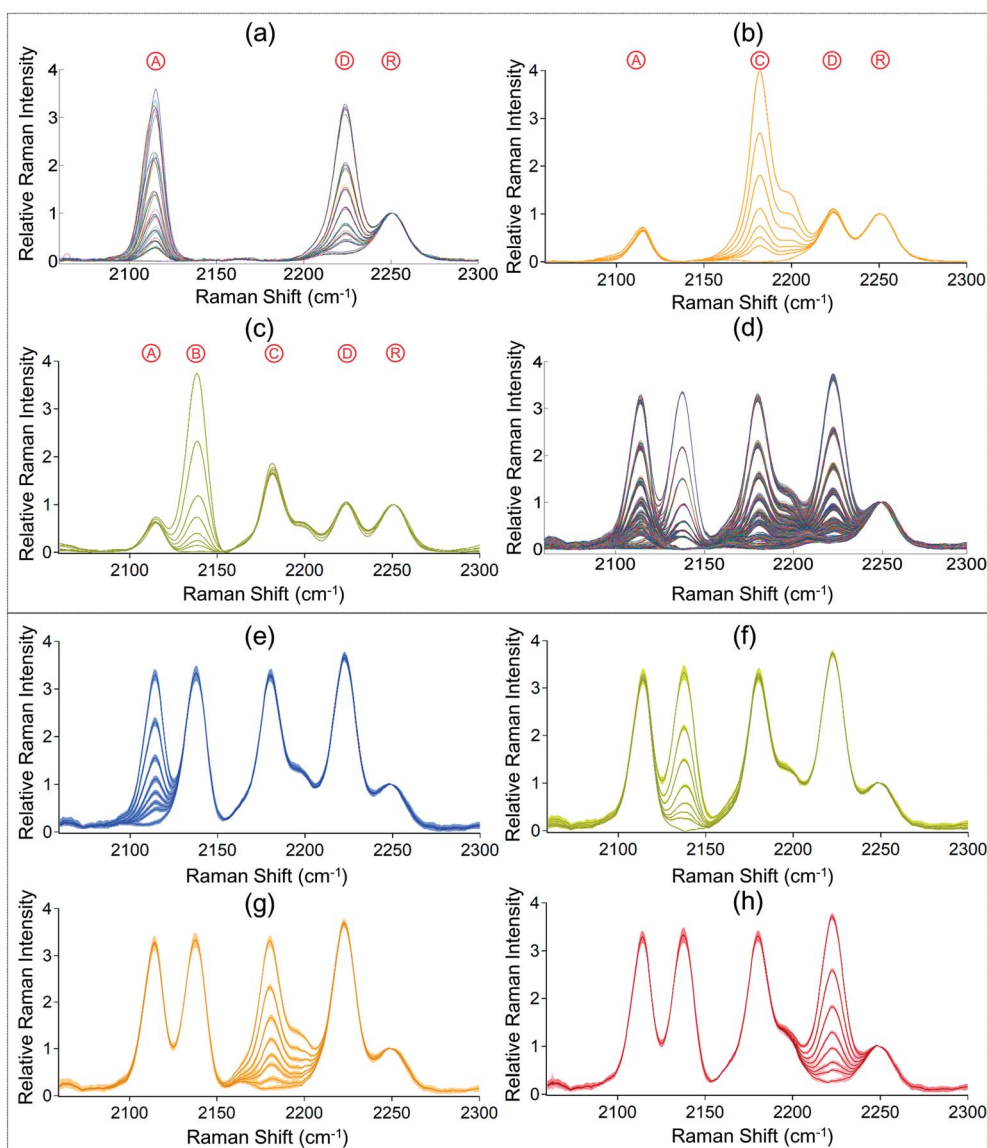 (a)
(b)
Ⓐ Ⓓ Ⓡ
Ⓐ Ⓒ Ⓓ Ⓡ
Relative Raman Intensity
4
3
2
1
0
2100 2150 2200 2250 2300
Raman Shift (cm⁻¹)
Relative Raman Intensity
4
3
2
1
0
2100 2150 2200 2250 2300
Raman Shift (cm⁻¹)
(c)
(d)
Ⓐ Ⓑ Ⓒ Ⓓ Ⓡ
Relative Raman Intensity
4
3
2
1
0
2100 2150 2200 2250 2300
Raman Shift (cm⁻¹)
Relative Raman Intensity
4
3
2
1
0
2100 2150 2200 2250 2300
Raman Shift (cm⁻¹)
(e)
(f)
Relative Raman Intensity
4
3
2
1
0
2100 2150 2200 2250 2300
Raman Shift (cm⁻¹)
Relative Raman Intensity
4
3
2
1
0
2100 2150 2200 2250 2300
Raman Shift (cm⁻¹)
(g)
(h)
Relative Raman Intensity
4
3
2
1
0
2100 2150 2200 2250 2300
Raman Shift (cm⁻¹)
Relative Raman Intensity
4
3
2
1
0
2100 2150 2200 2250 2300
Raman Shift (cm⁻¹)